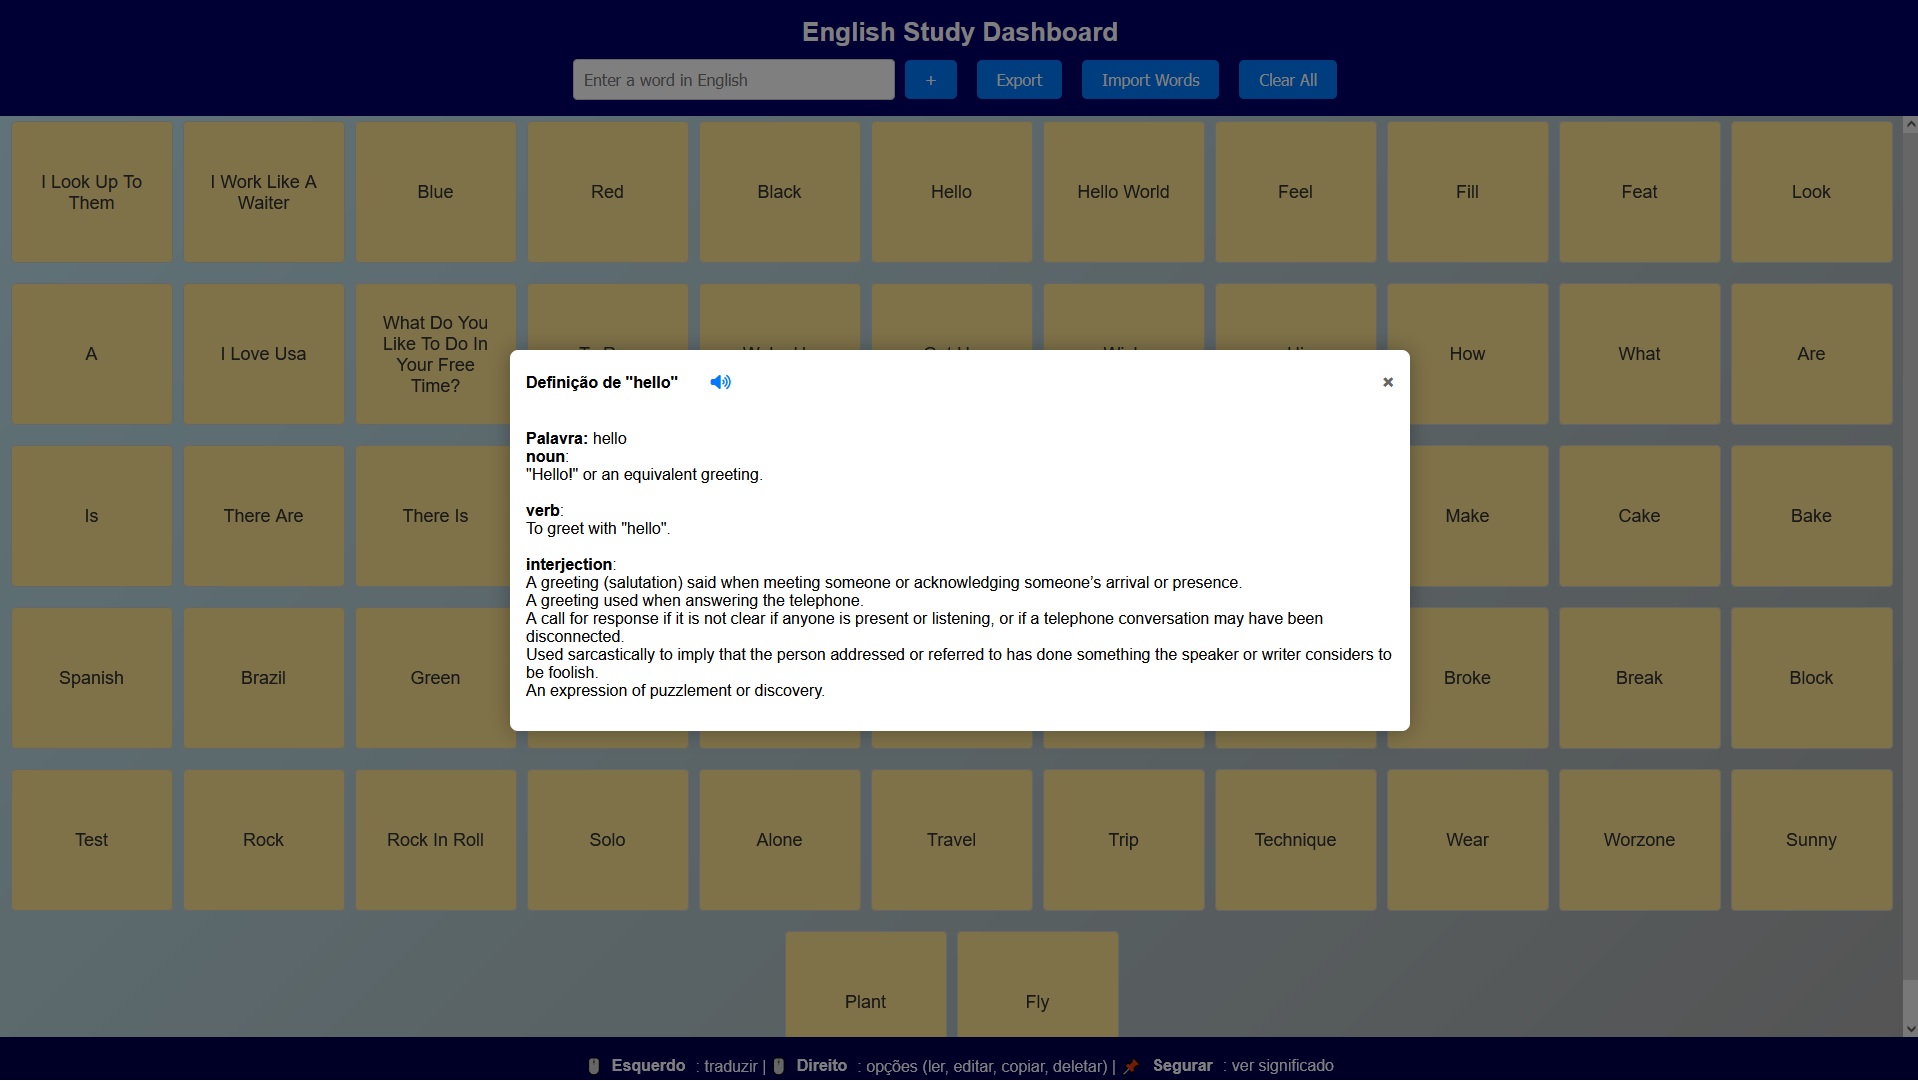 English Study Dashboard
Enter a word in English
+
Export
Import Words
Clear All
I Look Up To
Them
I Work Like A
Waiter
Blue
Red
Black
Hello
Hello World
Feel
Fill
Feat
Look
A
I Love Usa
What Do You
Like To Do In
Your Free
Time?
How
What
Are
Definição de "hello"
×
Palavra: hello
noun:
"Hello!" or an equivalent greeting.
verb:
To greet with "hello".
interjection:
A greeting (salutation) said when meeting someone or acknowledging someone’s arrival or presence.
A greeting used when answering the telephone.
A call for response if it is not clear if anyone is present or listening, or if a telephone conversation may have been
disconnected.
Used sarcastically to imply that the person addressed or referred to has done something the speaker or writer considers to
be foolish.
An expression of puzzlement or discovery.
Is
There Are
There Is
Make
Cake
Bake
Spanish
Brazil
Green
Broke
Break
Block
Test
Rock
Rock In Roll
Solo
Alone
Travel
Trip
Technique
Wear
Worzone
Sunny
Plant
Fly
Esquerdo : traduzir | Direito : opções (ler, editar, copiar, deletar) | Segurar : ver significado